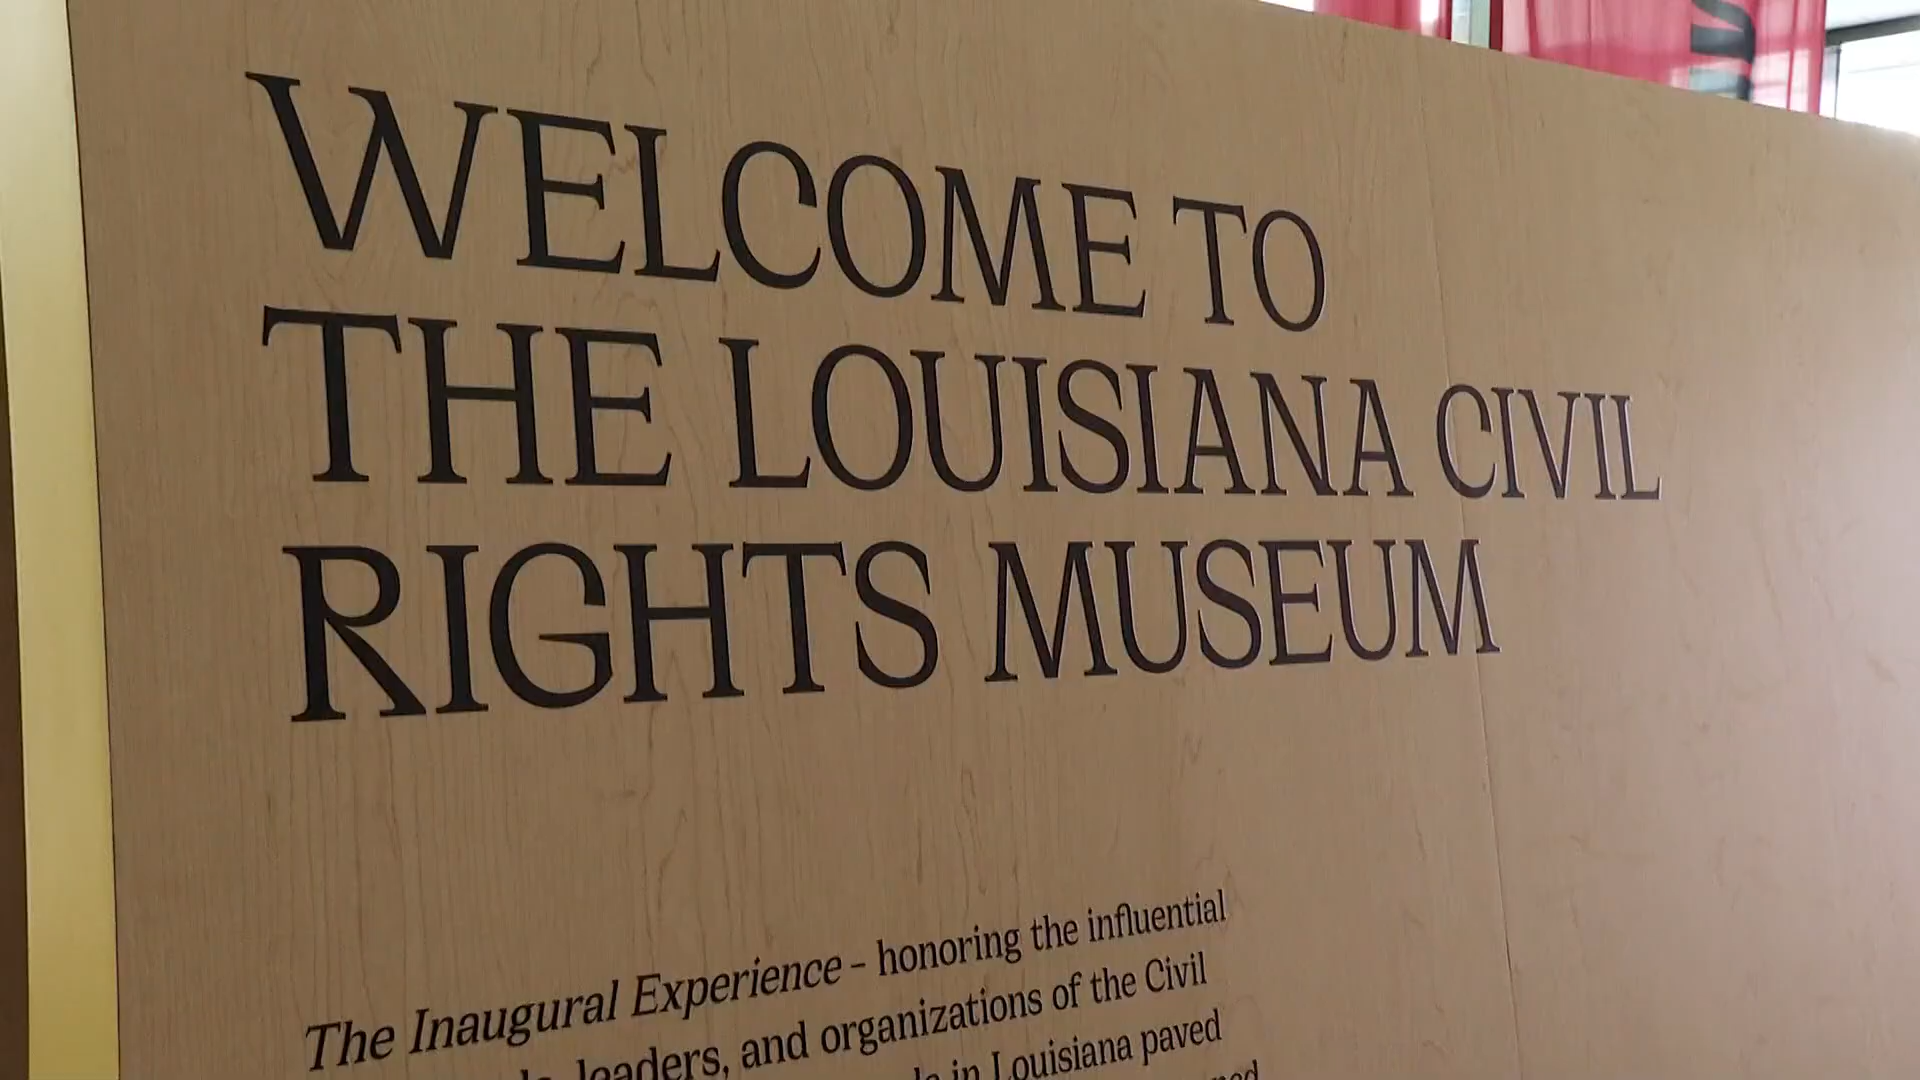 WELCOME TO
THE LOUISIANA CIVIL
RIGHTS MUSEUM
The Inaugural Experience – honoring the influential
leaders, and organizations of the Civil
in Louisiana paved